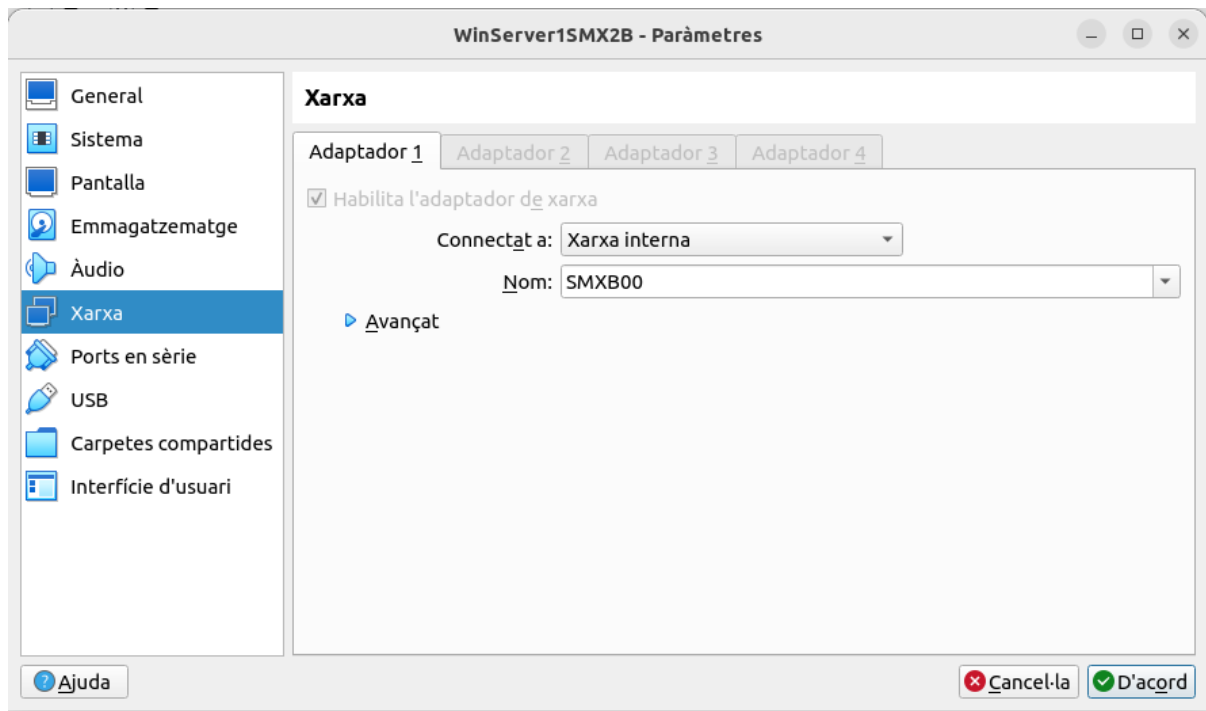 WinServer1SMX2B - Paràmetres
General
Sistema
Pantalla
Emmagatzematge
Àudio
Xarxa
Ports en sèrie
USB
Carpetes compartides
Interfície d'usuari
Xarxa
Adaptador 1 Adaptador 2 Adaptador 3 Adaptador 4
Habilita l'adaptador de xarxa
Connectat a: Xarxa interna
Nom: SMXB00
Avançat
Ajuda Cancel·la D'acord